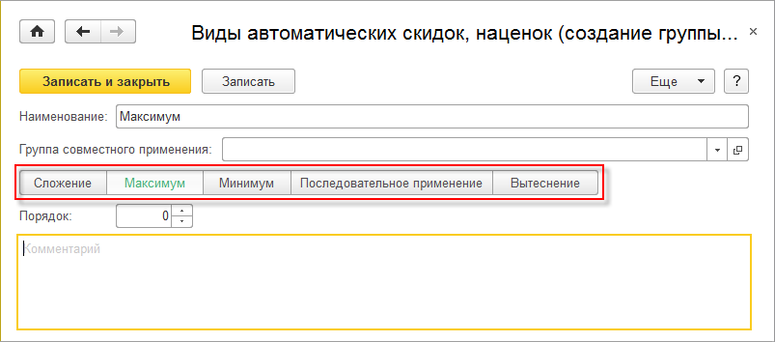 Виды автоматических скидок, наценок (создание группы...
Записать и закрыть Записать Еще ?
Наименование: Максимум
Группа совместного применения:
Сложение Максимум Минимум Последовательное применение Вытеснение
Порядок: 0
Комментарий